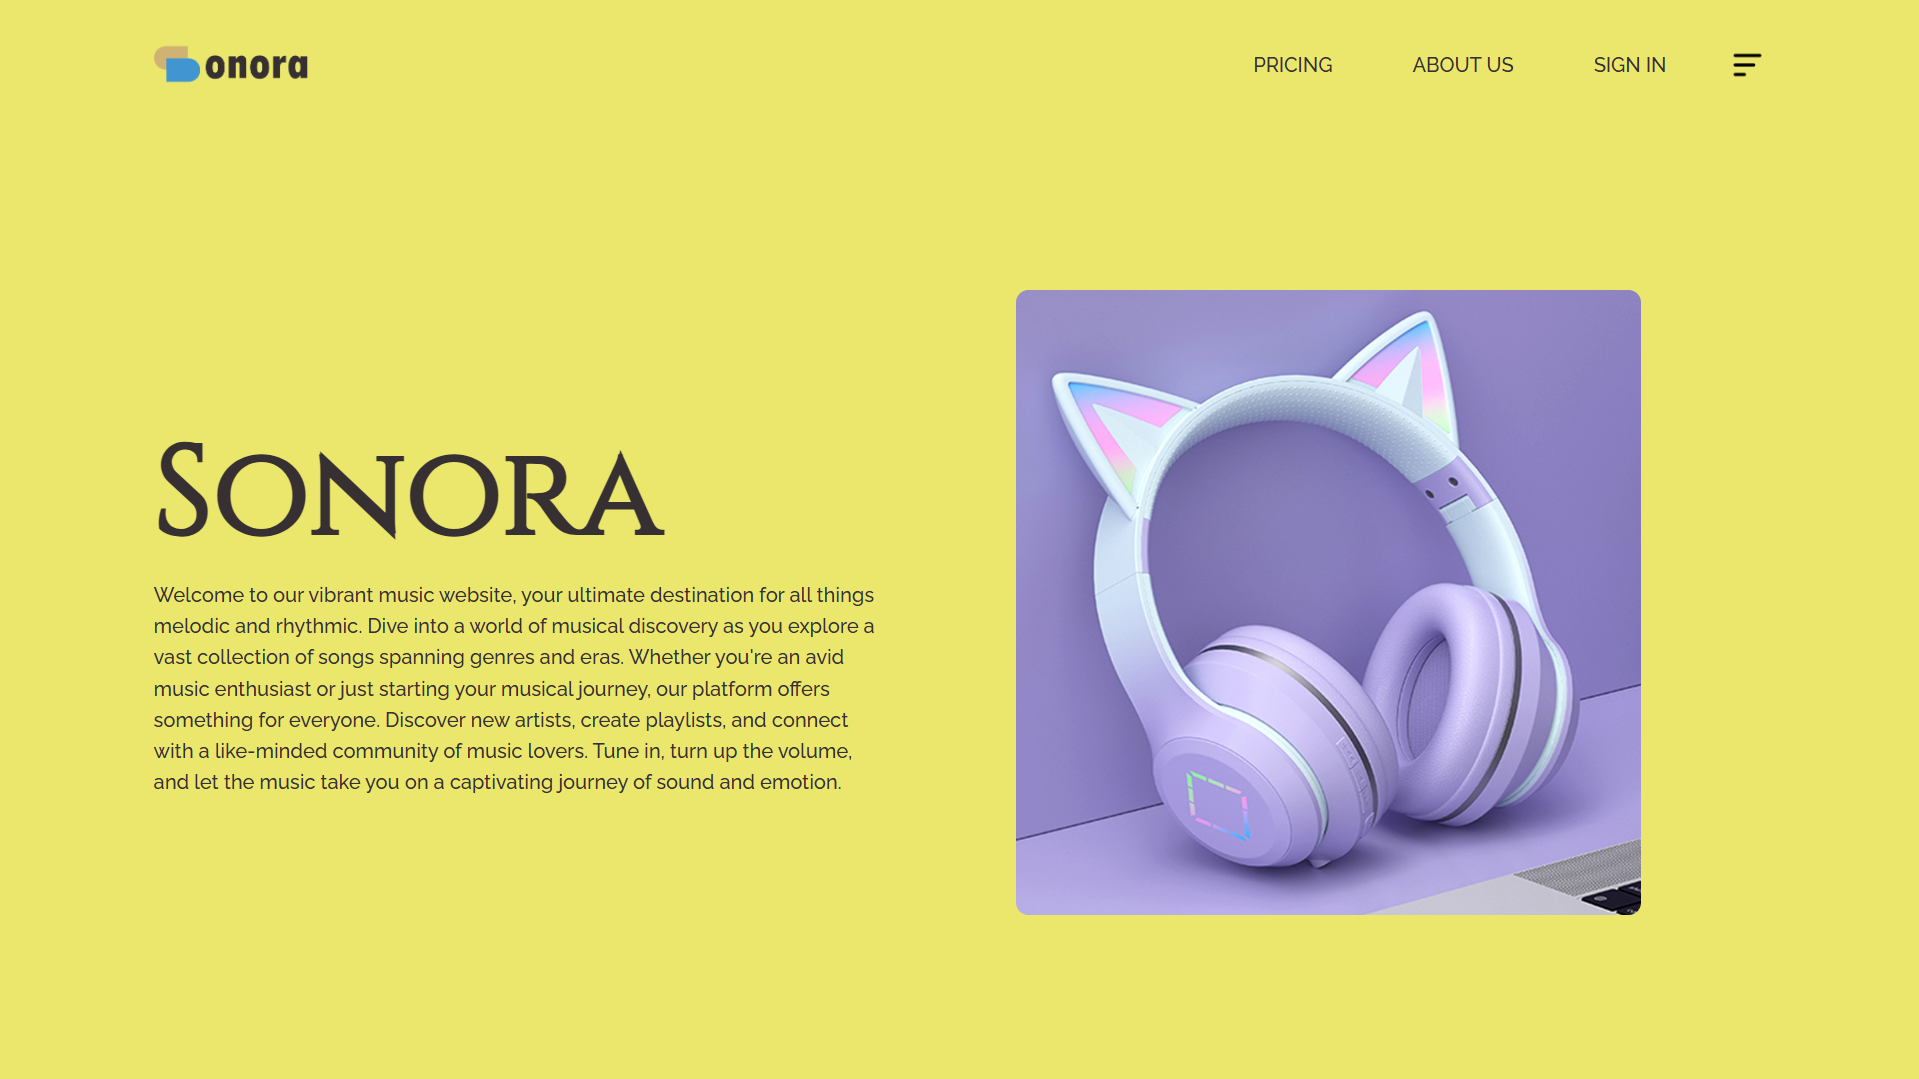 Sonora
PRICING
ABOUT US
SIGN IN
SONORA
Welcome to our vibrant music website, your ultimate destination for all things
melodic and rhythmic. Dive into a world of musical discovery as you explore a
vast collection of songs spanning genres and eras. Whether you're an avid
music enthusiast or just starting your musical journey, our platform offers
something for everyone. Discover new artists, create playlists, and connect
with a like-minded community of music lovers. Tune in, turn up the volume,
and let the music take you on a captivating journey of sound and emotion.